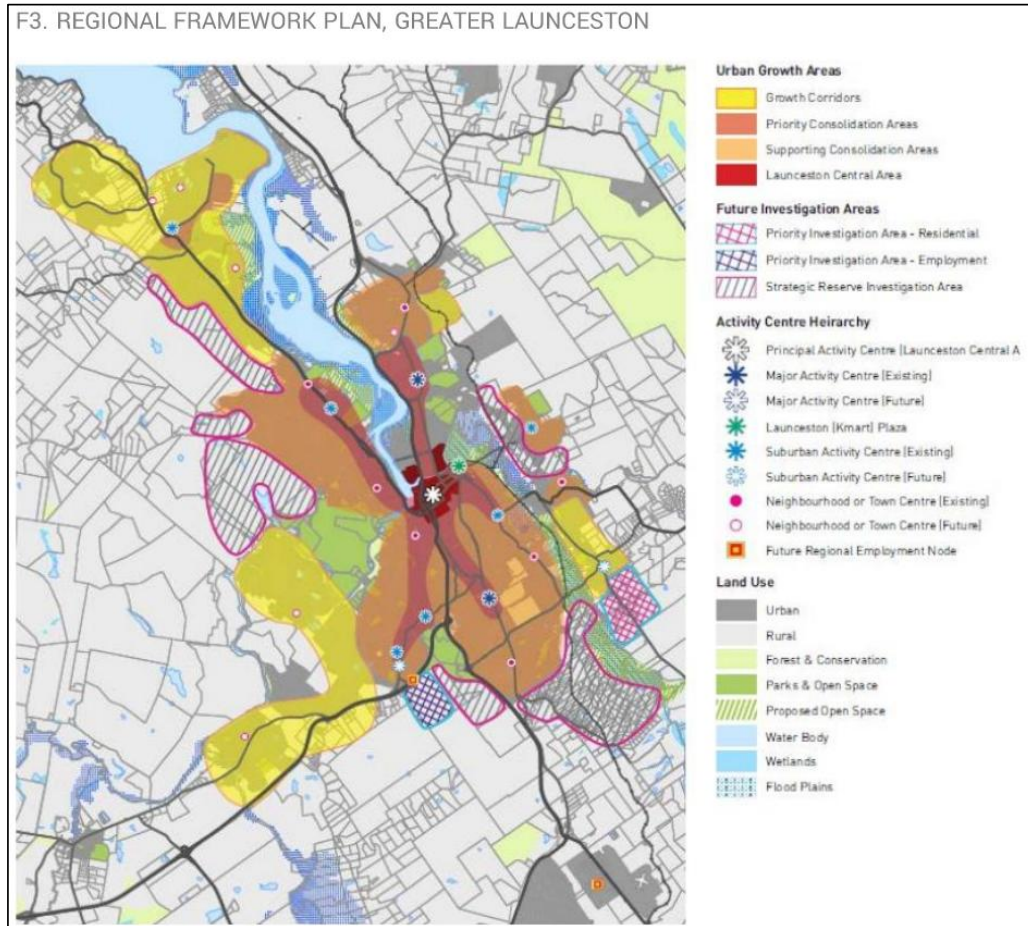 F3. REGIONAL FRAMEWORK PLAN, GREATER LAUNCESTON
Urban Growth Areas
Growth Corridors
Priority Consolidation Areas
Supporting Consolidation Areas
Launceston Central Area
Future Investigation Areas
Priority Investigation Area - Residential
Priority Investigation Area - Employment
Strategic Reserve Investigation Area
Activity Centre Heirarchy
Principal Activity Centre (Launceston Central A
Major Activity Centre (Existing)
Major Activity Centre (Future)
Launceston (Kmart) Plaza
Suburban Activity Centre (Existing)
Suburban Activity Centre (Future)
Neighbourhood or Town Centre (Existing)
Neighbourhood or Town Centre (Future)
Future Regional Employment Node
Land Use
Urban
Rural
Forest & Conservation
Parks & Open Space
Proposed Open Space
Water Body
Wetlands
Flood Plains